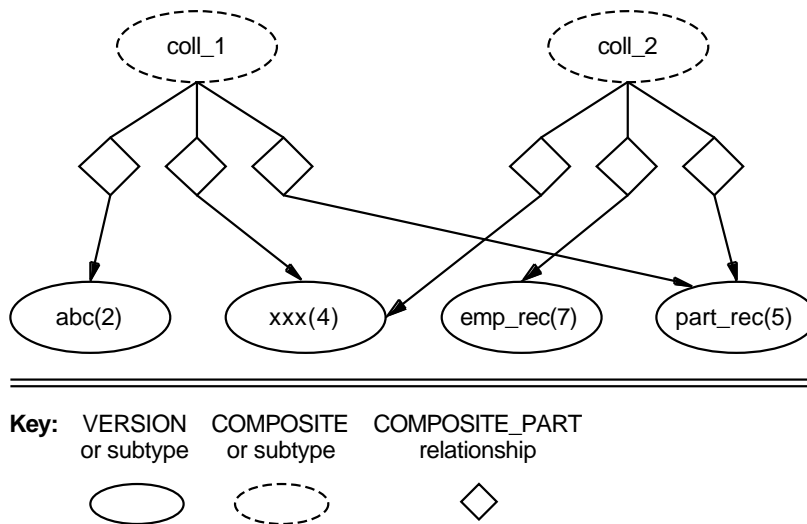 coll_1
coll_2
abc(2)
xxx(4)
emp_rec(7)
part_rec(5)
Key:
VERSION
or subtype
COMPOSITE
or subtype
COMPOSITE_PART
relationship